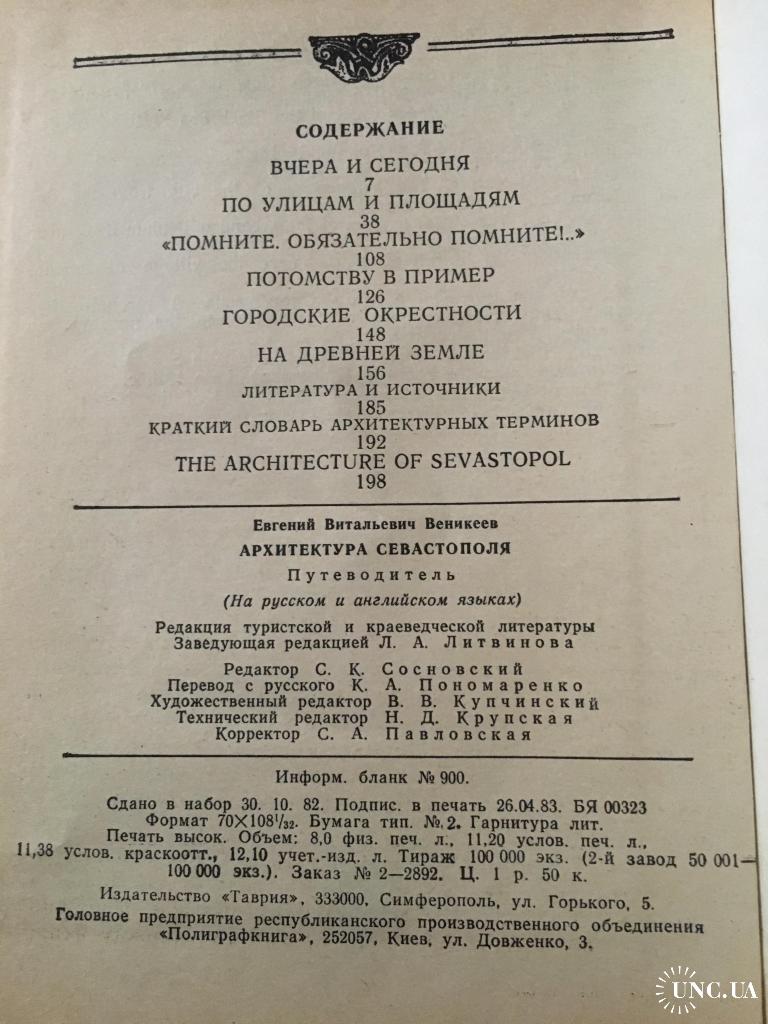 СОДЕРЖАНИЕ
ВЧЕРА И СЕГОДНЯ
7
ПО УЛИЦАМ И ПЛОЩАДЯМ
38
«ПОМНИТЕ. ОБЯЗАТЕЛЬНО ПОМНИТЕ!..»
108
ПОТОМСТВУ В ПРИМЕР
126
ГОРОДСКИЕ ОКРЕСТНОСТИ
148
НА ДРЕВНЕЙ ЗЕМЛЕ
156
ЛИТЕРАТУРА И ИСТОЧНИКИ
185
КРАТКИЙ СЛОВАРЬ АРХИТЕКТУРНЫХ ТЕРМИНОВ
192
THE ARCHITECTURE OF SEVASTOPOL
198
Евгений Витальевич Веникеев
АРХИТЕКТУРА СЕВАСТОПОЛЯ
Путеводитель
(На русском и английском языках)
Редакция туристской и краеведческой литературы
Заведующая редакцией Л. А. Литвинова
Редактор С. К. Сосновский
Перевод с русского К. А. Пономаренко
Художественный редактор В. В. Купчинский
Технический редактор Н. Д. Крупская
Корректор С. А. Павловская
Информ. бланк № 900.
Сдано в набор 30. 10. 82. Подпис. в печать 26.04.83. БЯ 00323
Формат 70×108¹/₃₂. Бумага тип. №. 2. Гарнитура лит.
Печать высок. Объем: 8,0 физ. печ. л., 11,20 услов. печ. л.,
11,38 услов. краскоотт., 12,10 учет.-изд. л. Тираж 100 000 экз. (2-й завод 50 001—
100 000 экз.). Заказ № 2—2892. Ц. 1 р. 50 к.
Издательство «Таврия», 333000, Симферополь, ул. Горького, 5.
Головное предприятие республиканского производственного объединения
«Полиграфкнига», 252057, Киев, ул. Довженко, 3.
UNC.UA